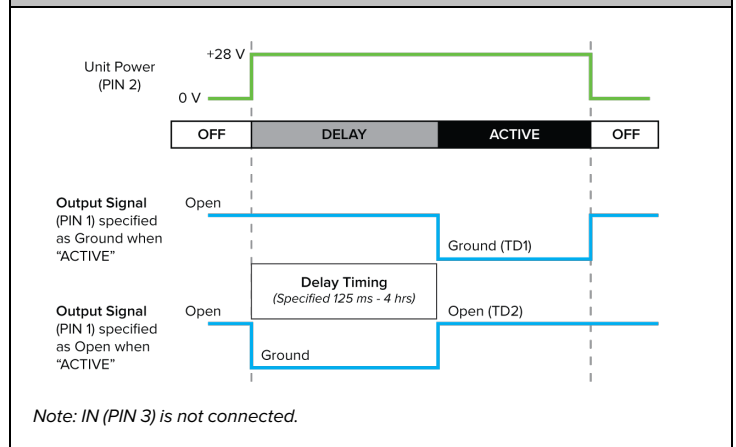 +28 V
Unit Power
(PIN 2)
0 V
OFF DELAY ACTIVE OFF
Output Signal
(PIN 1) specified
as Ground when
“ACTIVE”
Open
Ground (TD1)
Delay Timing
(Specified 125 ms - 4 hrs)
Output Signal
(PIN 1) specified
as Open when
“ACTIVE”
Open
Open (TD2)
Ground
Note: IN (PIN 3) is not connected.